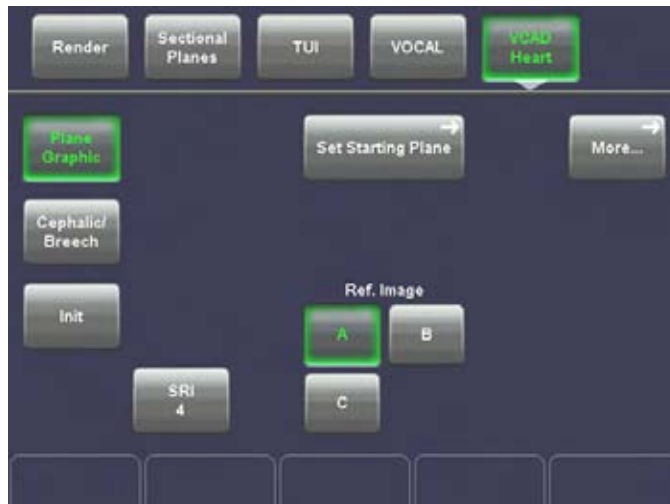 Render
Sectional
Planes
TUI
VOCAL
VCAD
Heart
Plane
Graphic
Set Starting Plane
More...
Cephalic/
Breech
Init
Ref. Image
A
B
SRI
4
C